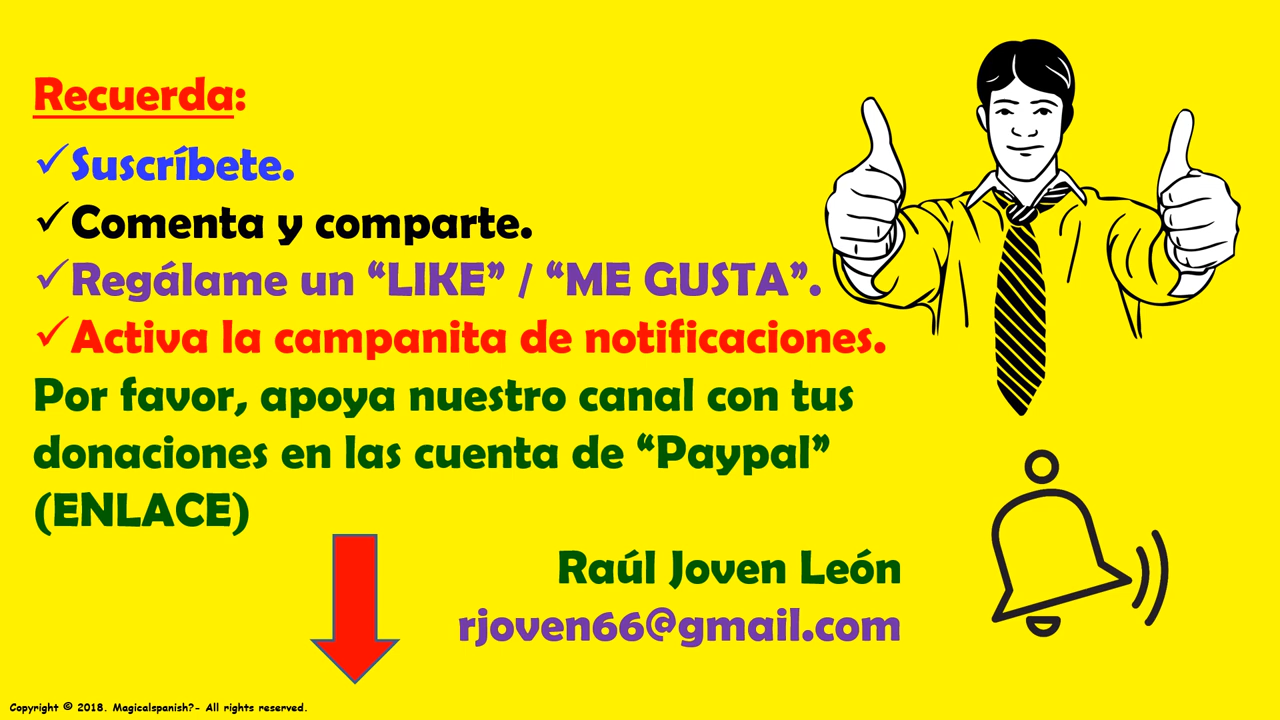 Recuerda:
✓Suscríbete.
✓Comenta y comparte.
✓Regálame un “LIKE” / “ME GUSTA”.
✓Activa la campanita de notificaciones.
Por favor, apoya nuestro canal con tus
donaciones en las cuenta de “Paypal”
(ENLACE)
Raúl Joven León
rjoven66@gmail.com
Copyright © 2018. Magicalspanish?- All rights reserved.